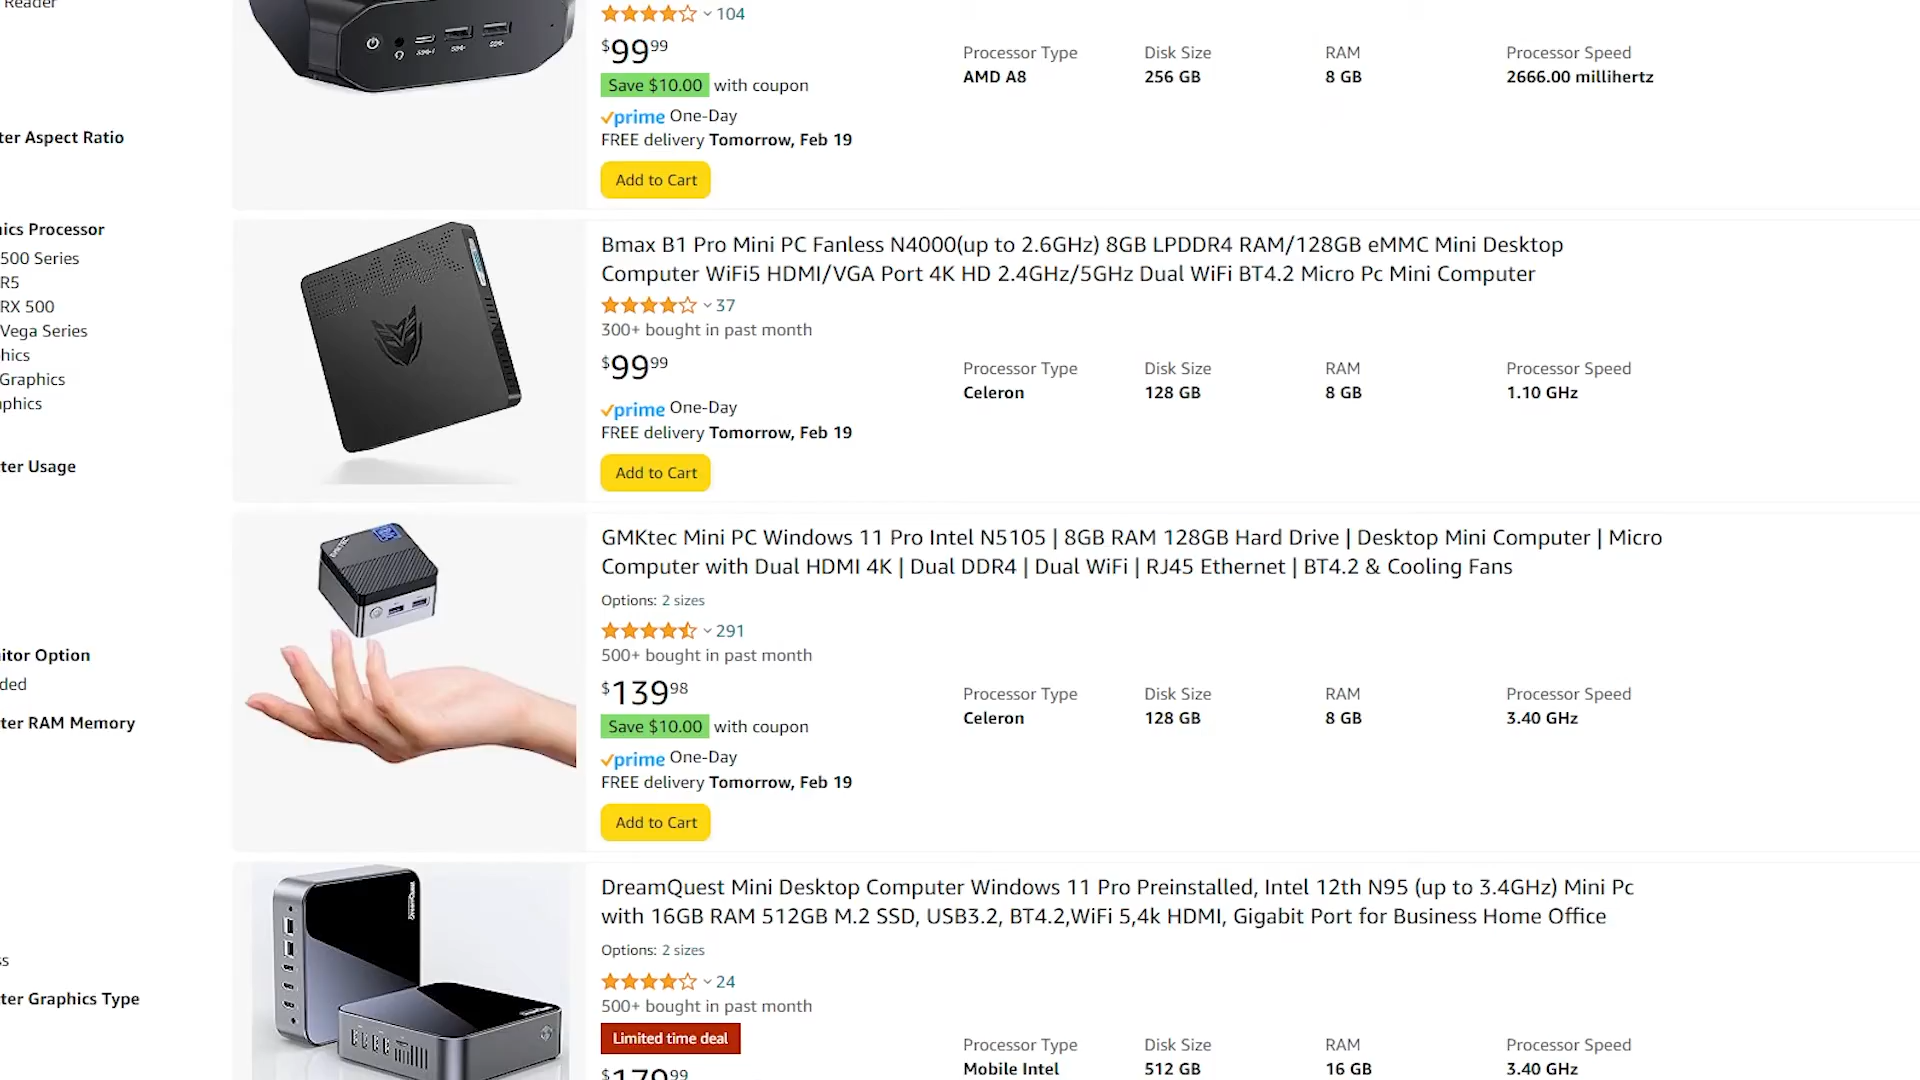 Reader
104
$99.99
Save $10.00 with coupon
prime One-Day
FREE delivery Tomorrow, Feb 19
Add to Cart
Processor Type Disk Size RAM Processor Speed
AMD A8 256 GB 8 GB 2666.00 millihertz
ter Aspect Ratio
ics Processor
500 Series
R5
RX 500
Vega Series
hics
Graphics
phics
ter Usage
itor Option
ded
ter RAM Memory
s
ter Graphics Type
BMAX
Bmax B1 Pro Mini PC Fanless N4000(up to 2.6GHz) 8GB LPDDR4 RAM/128GB eMMC Mini Desktop
Computer WiFi5 HDMI/VGA Port 4K HD 2.4GHz/5GHz Dual WiFi BT4.2 Micro Pc Mini Computer
37
300+ bought in past month
$99.99
prime One-Day
FREE delivery Tomorrow, Feb 19
Add to Cart
Processor Type Disk Size RAM Processor Speed
Celeron 128 GB 8 GB 1.10 GHz
GMKtec Mini PC Windows 11 Pro Intel N5105 | 8GB RAM 128GB Hard Drive | Desktop Mini Computer | Micro
Computer with Dual HDMI 4K | Dual DDR4 | Dual WiFi | RJ45 Ethernet | BT4.2 & Cooling Fans
Options: 2 sizes
291
500+ bought in past month
$139.98
Save $10.00 with coupon
prime One-Day
FREE delivery Tomorrow, Feb 19
Add to Cart
Processor Type Disk Size RAM Processor Speed
Celeron 128 GB 8 GB 3.40 GHz
DreamQuest Mini Desktop Computer Windows 11 Pro Preinstalled, Intel 12th N95 (up to 3.4GHz) Mini Pc
with 16GB RAM 512GB M.2 SSD, USB3.2, BT4.2,WiFi 5,4k HDMI, Gigabit Port for Business Home Office
Options: 2 sizes
24
500+ bought in past month
Limited time deal
$179.99
Processor Type Disk Size RAM Processor Speed
Mobile Intel 512 GB 16 GB 3.40 GHz